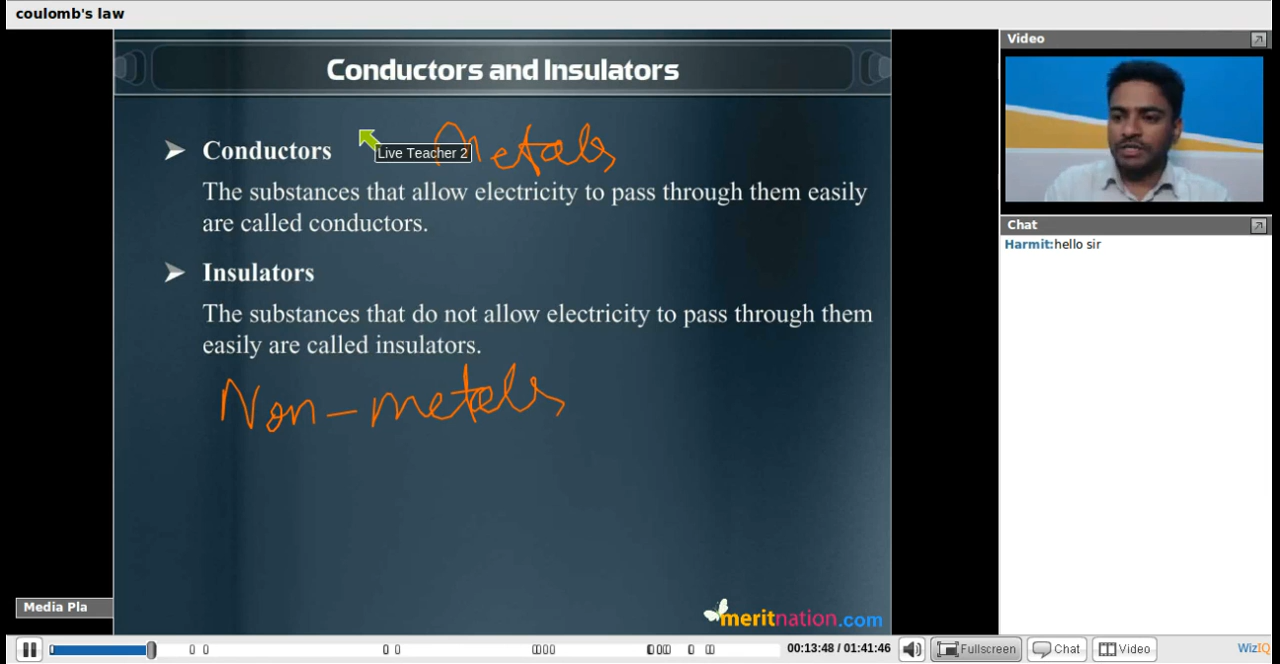 coulomb's law
Conductors and Insulators
Conductors
Metals
Live Teacher 2
The substances that allow electricity to pass through them easily
are called conductors.
Insulators
The substances that do not allow electricity to pass through them
easily are called insulators.
Non-metals
meritnation.com
Media Pla
Video
Chat
Harmit:hello sir
00:13:48 / 01:41:46
Fullscreen
Chat
Video
WizIQ